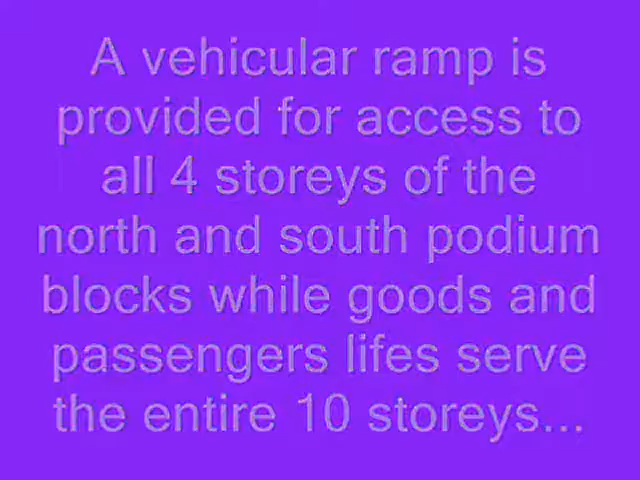 A vehicular ramp is
provided for access to
all 4 storeys of the
north and south podium
blocks while goods and
passengers lifes serve
the entire 10 storeys...